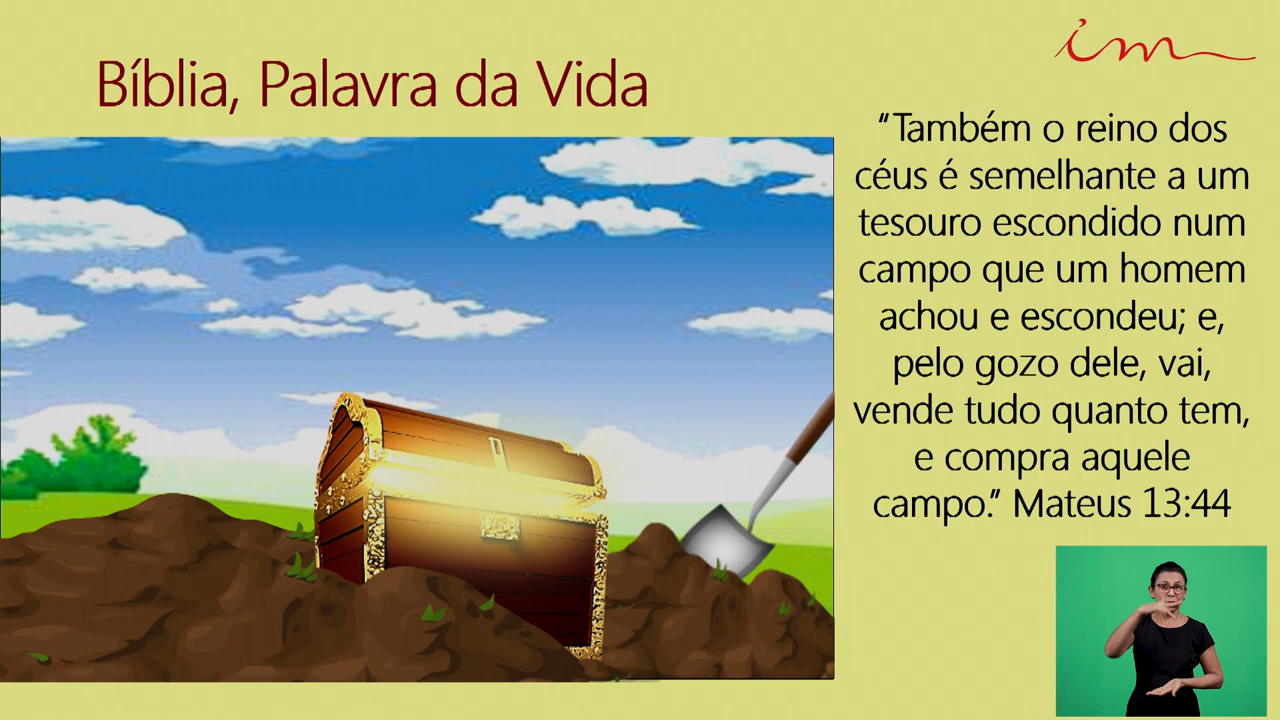 im
Bíblia, Palavra da Vida
"Também o reino dos
céus é semelhante a um
tesouro escondido num
campo que um homem
achou e escondeu; e,
pelo gozo dele, vai,
vende tudo quanto tem,
e compra aquele
campo." Mateus 13:44